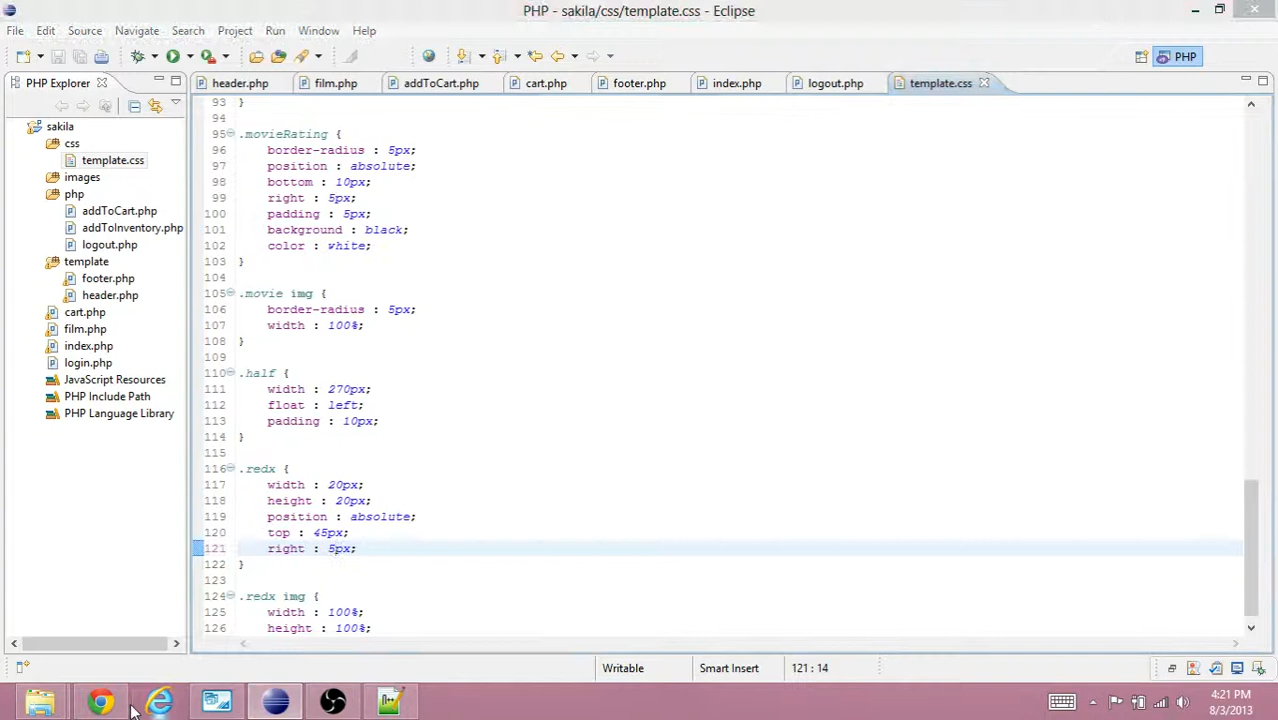 PHP - sakila/css/template.css - Eclipse
File Edit Source Navigate Search Project Run Window Help
PHP
PHP Explorer
header.php film.php addToCart.php cart.php footer.php index.php logout.php template.css
sakila
css
template.css
images
php
addToCart.php
addToInventory.php
logout.php
template
footer.php
header.php
cart.php
film.php
index.php
login.php
JavaScript Resources
PHP Include Path
PHP Language Library
93 }
94
95 .movieRating {
96 border-radius : 5px;
97 position : absolute;
98 bottom : 10px;
99 right : 5px;
100 padding : 5px;
101 background : black;
102 color : white;
103 }
104
105 .movie img {
106 border-radius : 5px;
107 width : 100%;
108 }
109
110 .half {
111 width : 270px;
112 float : left;
113 padding : 10px;
114 }
115
116 .redx {
117 width : 20px;
118 height : 20px;
119 position : absolute;
120 top : 45px;
121 right : 5px;
122 }
123
124 .redx img {
125 width : 100%;
126 height : 100%;
Writable Smart Insert 121 : 14
4:21 PM
8/3/2013